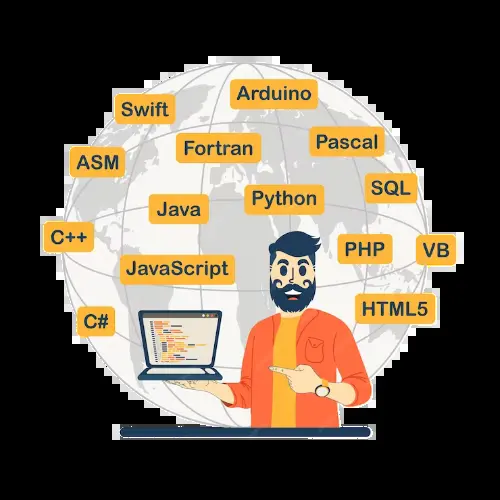 Arduino
Swift
Pascal
Fortran
ASM
SQL
Python
Java
C++
PHP
VB
JavaScript
HTML5
C#